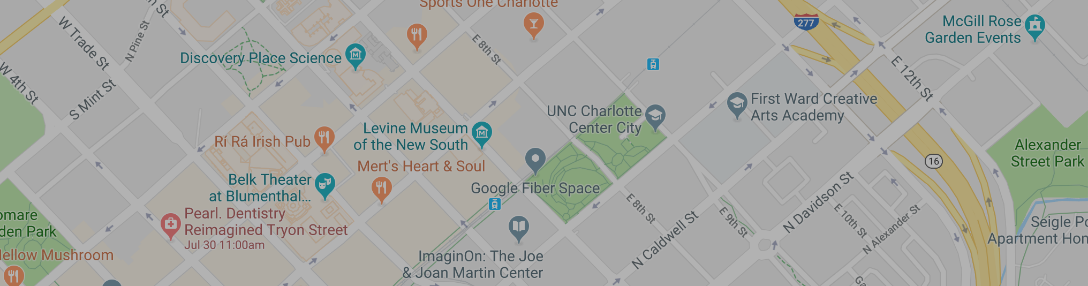 Sports One Charlotte
W Trade St
N Pine St
277
McGill Rose
Garden Events
Discovery Place Science
E 8th St
W 4th St
S Mint St
E 12th St
UNC Charlotte
Center City
First Ward Creative
Arts Academy
Rí Rá Irish Pub
Levine Museum
of the New South
Alexander
Street Park
16
Mert's Heart & Soul
Belk Theater
at Blumenthal...
Google Fiber Space
Pearl. Dentistry
Reimagined Tryon Street
Jul 30 11:00am
E 8th St
E 9th St
N Davidson St
E 10th St
N Alexander St
N Caldwell St
omare
den Park
Seigle Po
Apartment Hom
ellow Mushroom
ImaginOn: The Joe
& Joan Martin Center